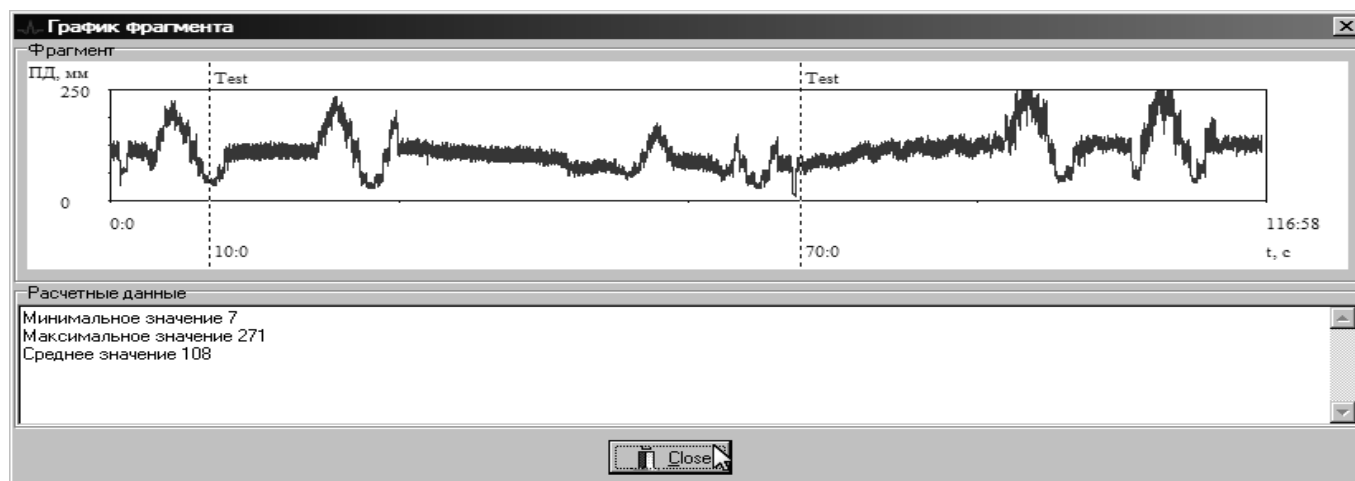 График фрагмента
Фрагмент
ПД, мм
Test
Test
250
0
0:0
116:58
10:0
70:0
t, c
Расчетные данные
Минимальное значение 7
Максимальное значение 271
Среднее значение 108
Close